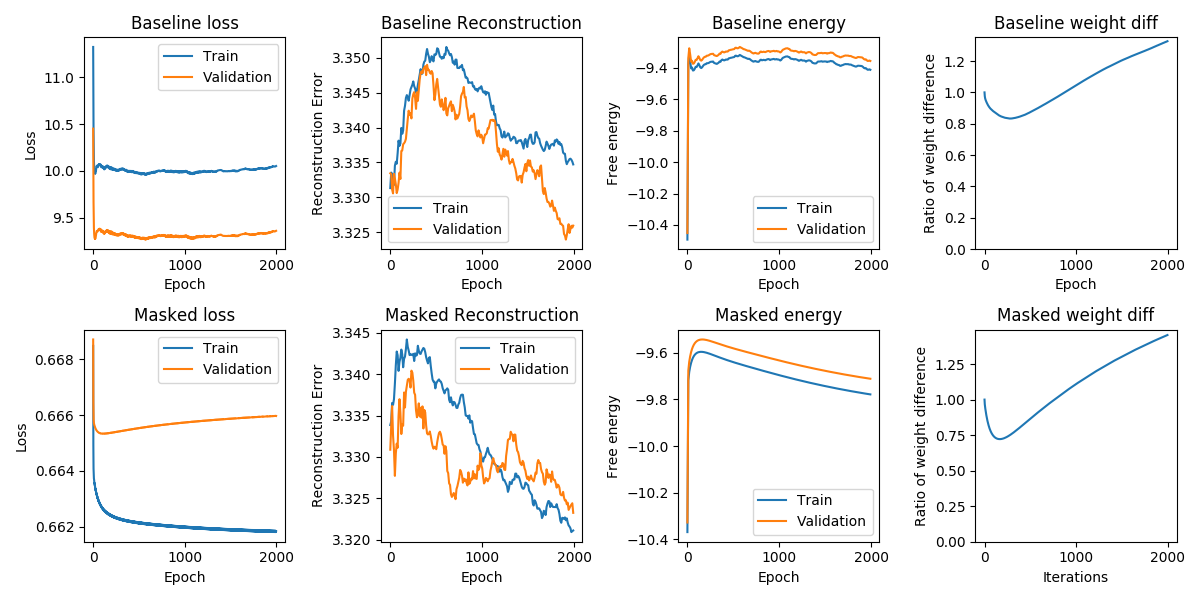 Baseline loss
Loss
11.0
10.5
10.0
9.5
Train
Validation
0 1000 2000
Epoch
Baseline Reconstruction
Reconstruction Error
3.350
3.345
3.340
3.335
3.330
3.325
Train
Validation
0 1000 2000
Epoch
Baseline energy
Free energy
−9.4
−9.6
−9.8
−10.0
−10.2
−10.4
Train
Validation
0 1000 2000
Epoch
Baseline weight diff
Ratio of weight difference
1.2
1.0
0.8
0.6
0.4
0.2
0.0
0 1000 2000
Epoch
Masked loss
Loss
0.668
0.666
0.664
0.662
Train
Validation
0 1000 2000
Epoch
Masked Reconstruction
Reconstruction Error
3.345
3.340
3.335
3.330
3.325
3.320
Train
Validation
0 1000 2000
Epoch
Masked energy
Free energy
−9.6
−9.8
−10.0
−10.2
−10.4
Train
Validation
0 1000 2000
Epoch
Masked weight diff
Ratio of weight difference
1.25
1.00
0.75
0.50
0.25
0.00
0 1000 2000
Iterations